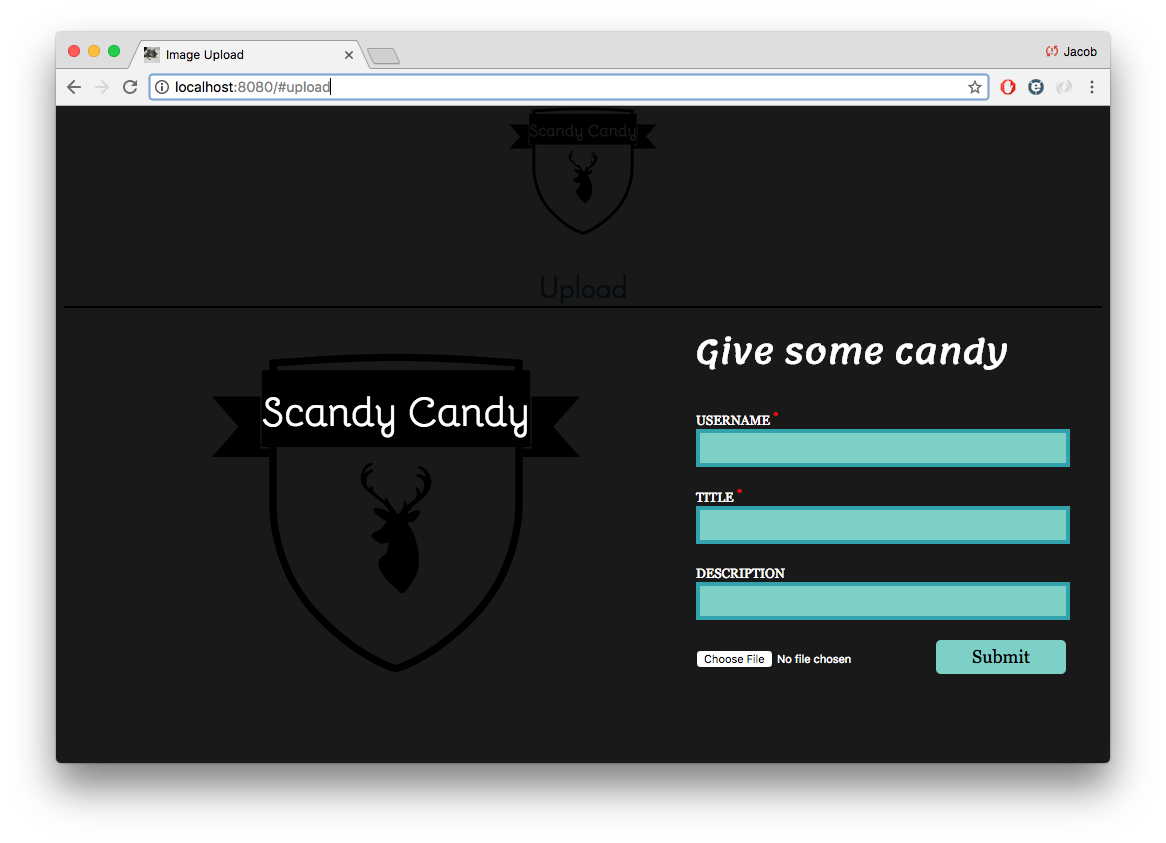 Image Upload
Jacob
localhost:8080/#upload
Scandy Candy
Upload
Scandy Candy
Give some candy
USERNAME *
TITLE *
DESCRIPTION
Choose File No file chosen
Submit